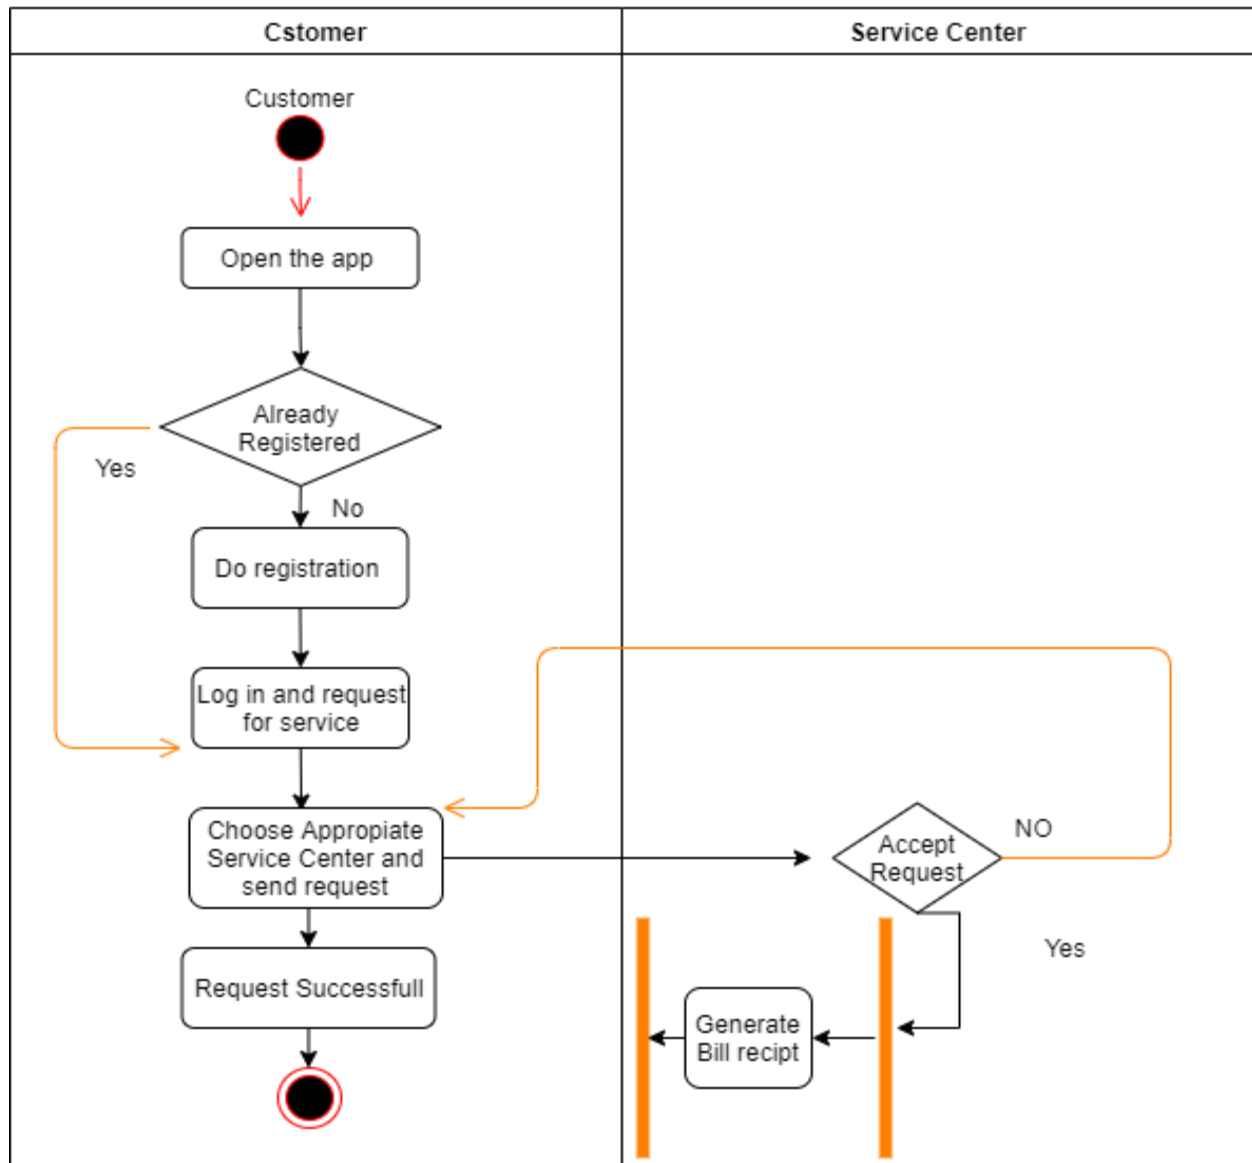 Cstomer
Service Center
Customer
Open the app
Already
Registered
Yes
No
Do registration
Log in and request
for service
Choose Appropiate
Service Center and
send request
Accept
Request
NO
Yes
Request Successfull
Generate
Bill recipt